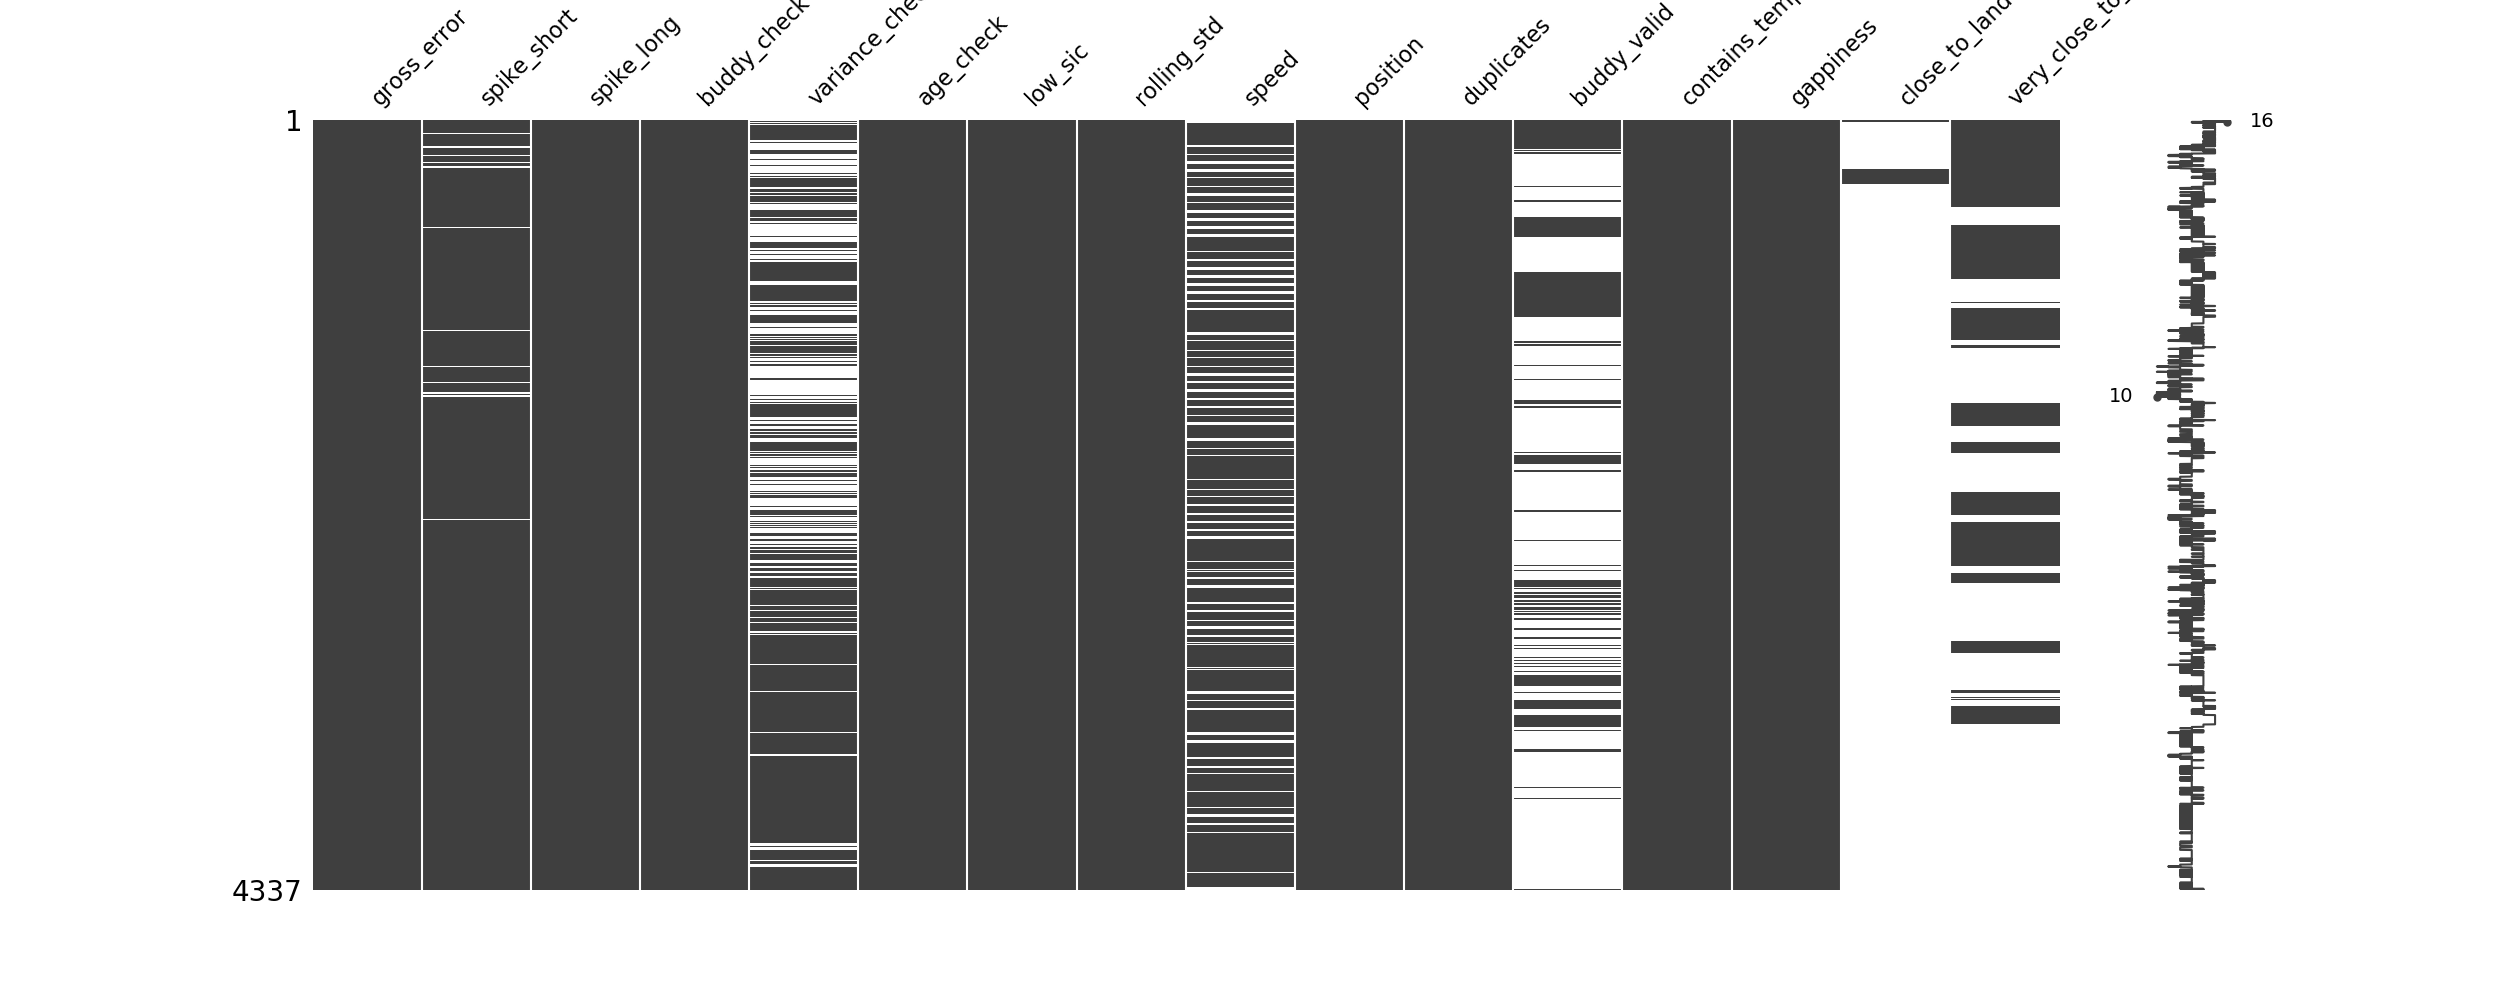 gross_error
spike_short
spike_long
buddy_check
variance_che
age_check
low_sic
rolling_std
speed
position
duplicates
buddy_valid
contains_temp
gappiness
close_to_land
very_close_to_
1
16
10
4337